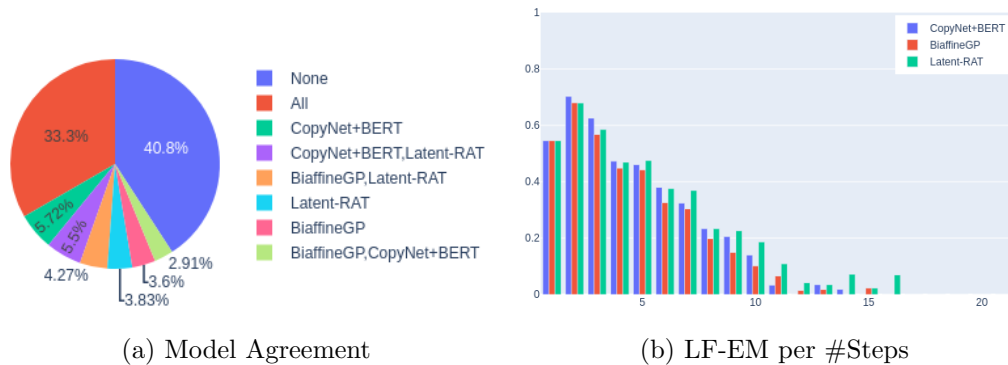 None
All
CopyNet+BERT
CopyNet+BERT,Latent-RAT
BiaffineGP,Latent-RAT
Latent-RAT
BiaffineGP
BiaffineGP,CopyNet+BERT
40.8%
33.3%
5.72%
5.5%
4.27%
3.83%
3.6%
2.91%
(a) Model Agreement
CopyNet+BERT
BiaffineGP
Latent-RAT
1
0.8
0.6
0.4
0.2
0
5
10
15
20
(b) LF-EM per #Steps